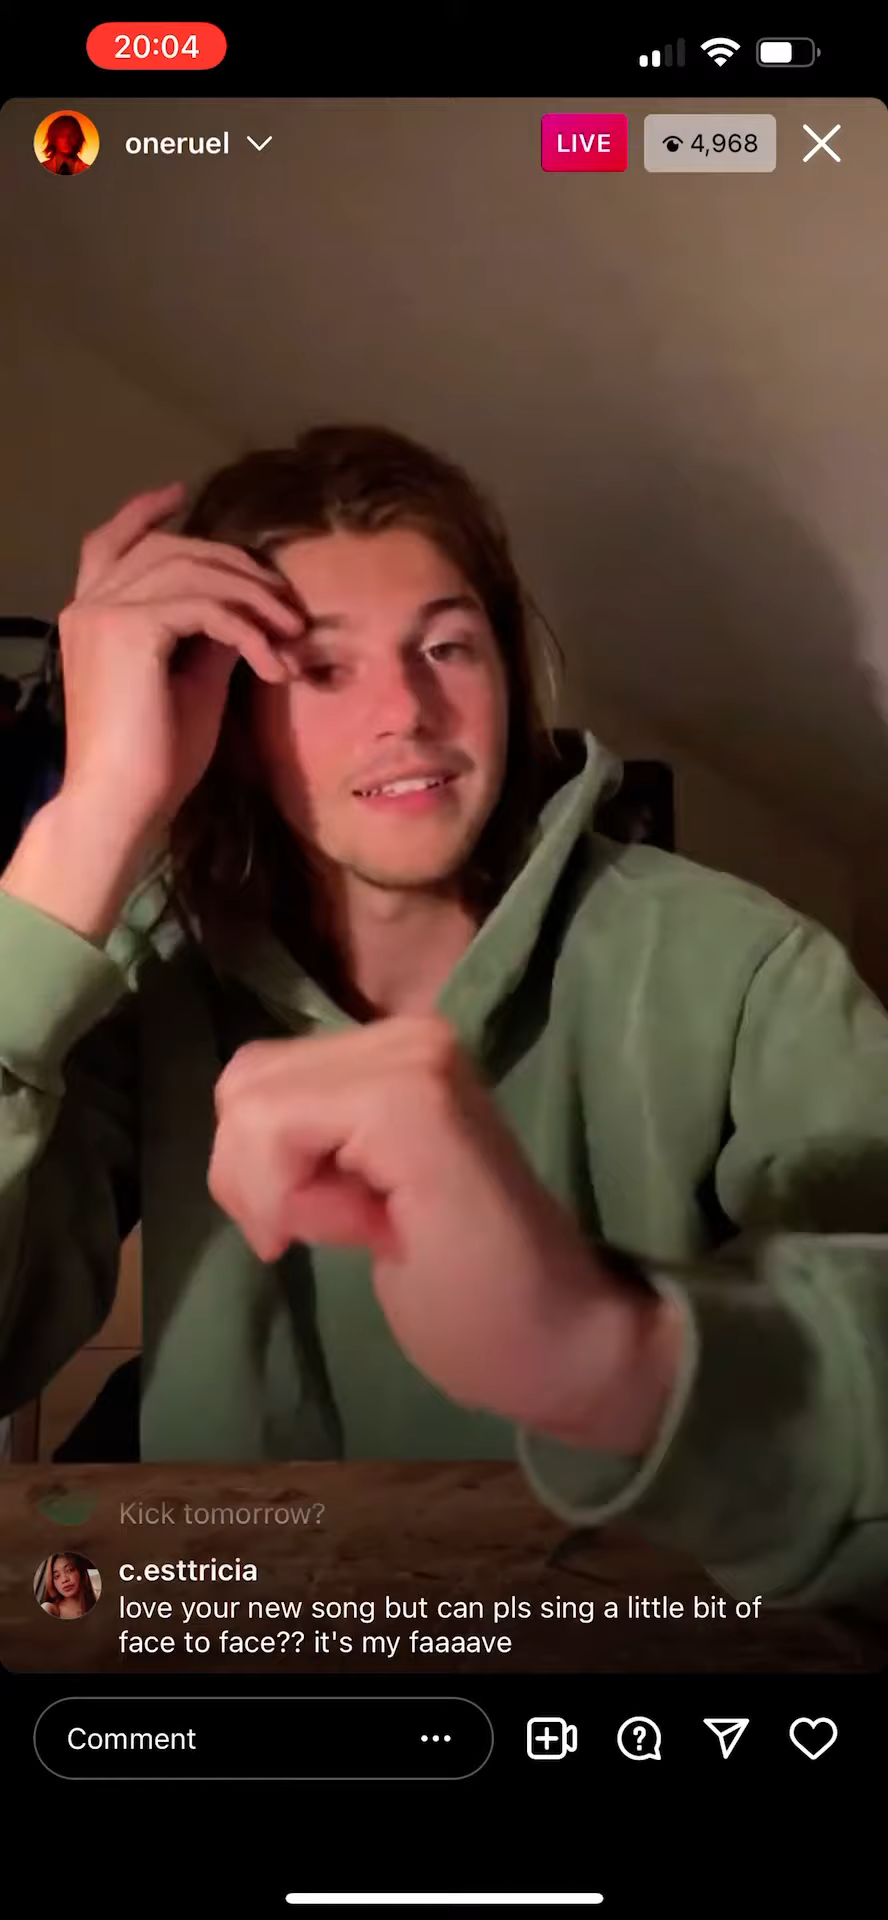 20:04
oneruel
LIVE
4,968
Kick tomorrow?
c.esttricia
love your new song but can pls sing a little bit of
face to face?? it's my faaaave
Comment